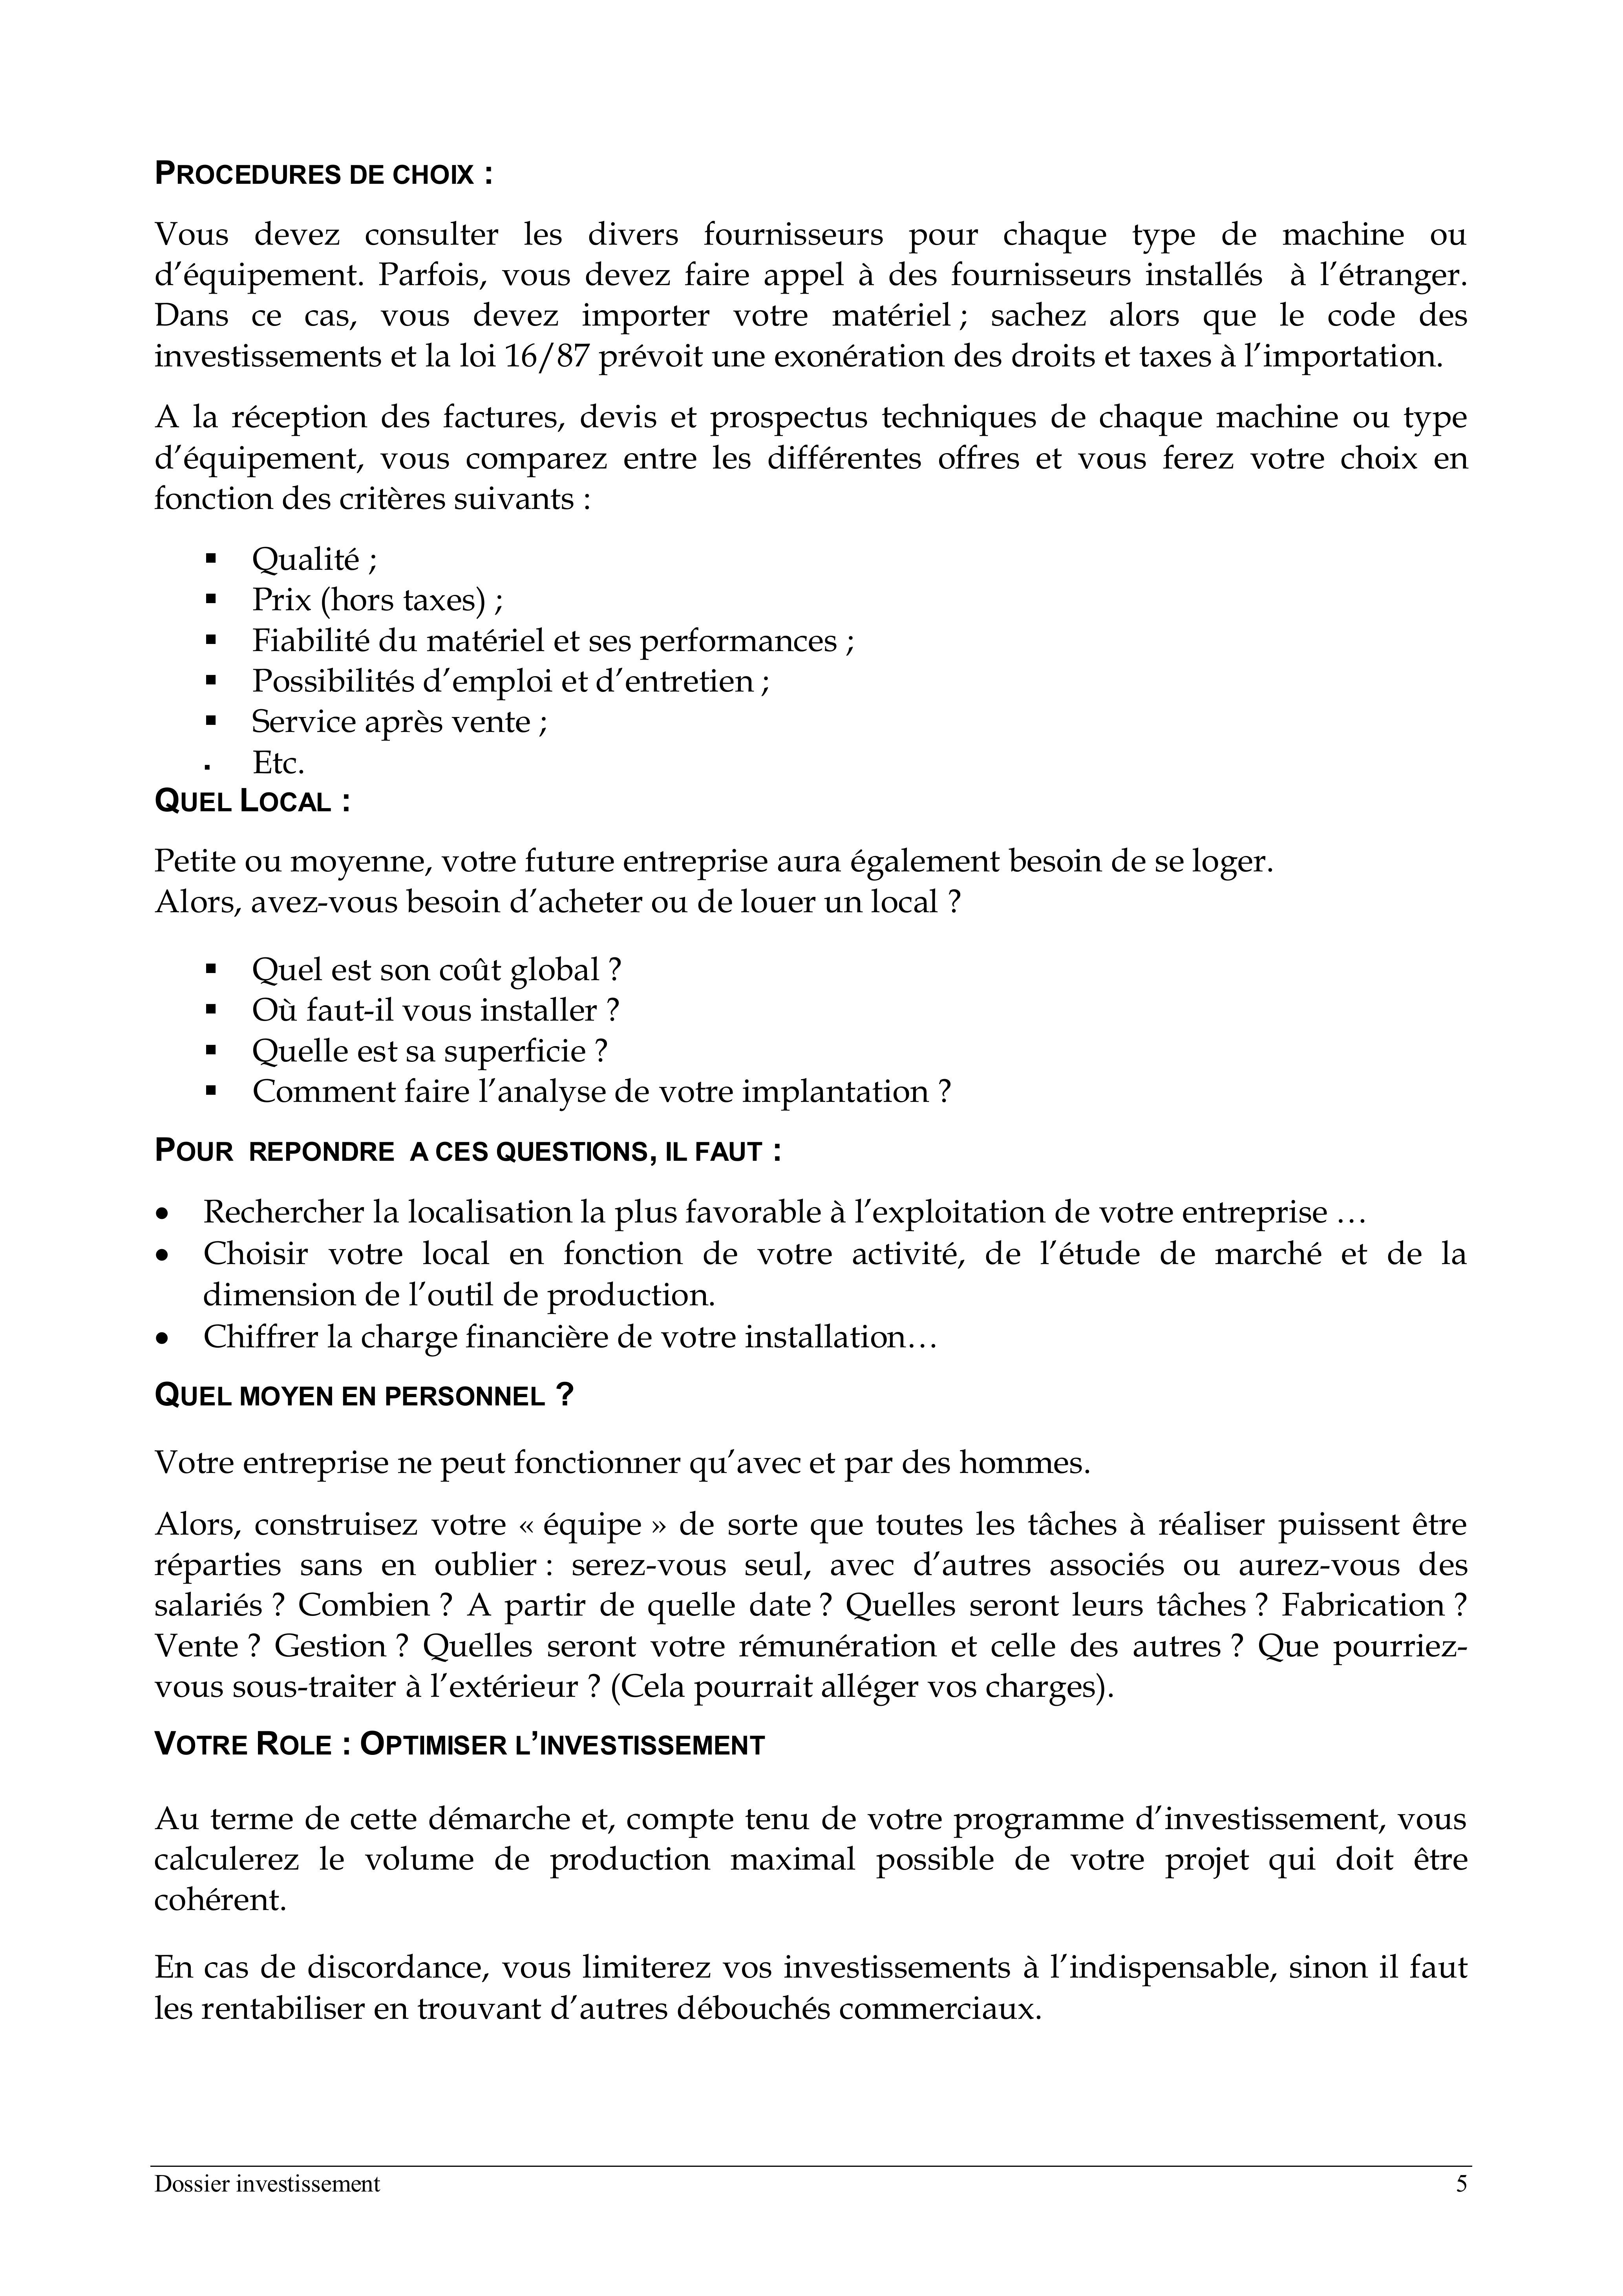 PROCEDURES DE CHOIX :
Vous devez consulter les divers fournisseurs pour chaque type de machine ou
d’équipement. Parfois, vous devez faire appel à des fournisseurs installés à l’étranger.
Dans ce cas, vous devez importer votre matériel ; sachez alors que le code des
investissements et la loi 16/87 prévoit une exonération des droits et taxes à l’importation.
A la réception des factures, devis et prospectus techniques de chaque machine ou type
d’équipement, vous comparez entre les différentes offres et vous ferez votre choix en
fonction des critères suivants :
▪ Qualité ;
▪ Prix (hors taxes) ;
▪ Fiabilité du matériel et ses performances ;
▪ Possibilités d’emploi et d’entretien ;
▪ Service après vente ;
▪ Etc.
QUEL LOCAL :
Petite ou moyenne, votre future entreprise aura également besoin de se loger.
Alors, avez-vous besoin d’acheter ou de louer un local ?
▪ Quel est son coût global ?
▪ Où faut-il vous installer ?
▪ Quelle est sa superficie ?
▪ Comment faire l’analyse de votre implantation ?
POUR REPONDRE A CES QUESTIONS, IL FAUT :
• Rechercher la localisation la plus favorable à l’exploitation de votre entreprise …
• Choisir votre local en fonction de votre activité, de l’étude de marché et de la
dimension de l’outil de production.
• Chiffrer la charge financière de votre installation…
QUEL MOYEN EN PERSONNEL ?
Votre entreprise ne peut fonctionner qu’avec et par des hommes.
Alors, construisez votre « équipe » de sorte que toutes les tâches à réaliser puissent être
réparties sans en oublier : serez-vous seul, avec d’autres associés ou aurez-vous des
salariés ? Combien ? A partir de quelle date ? Quelles seront leurs tâches ? Fabrication ?
Vente ? Gestion ? Quelles seront votre rémunération et celle des autres ? Que pourriez-
vous sous-traiter à l’extérieur ? (Cela pourrait alléger vos charges).
VOTRE ROLE : OPTIMISER L’INVESTISSEMENT
Au terme de cette démarche et, compte tenu de votre programme d’investissement, vous
calculerez le volume de production maximal possible de votre projet qui doit être
cohérent.
En cas de discordance, vous limiterez vos investissements à l’indispensable, sinon il faut
les rentabiliser en trouvant d’autres débouchés commerciaux.
Dossier investissement 5